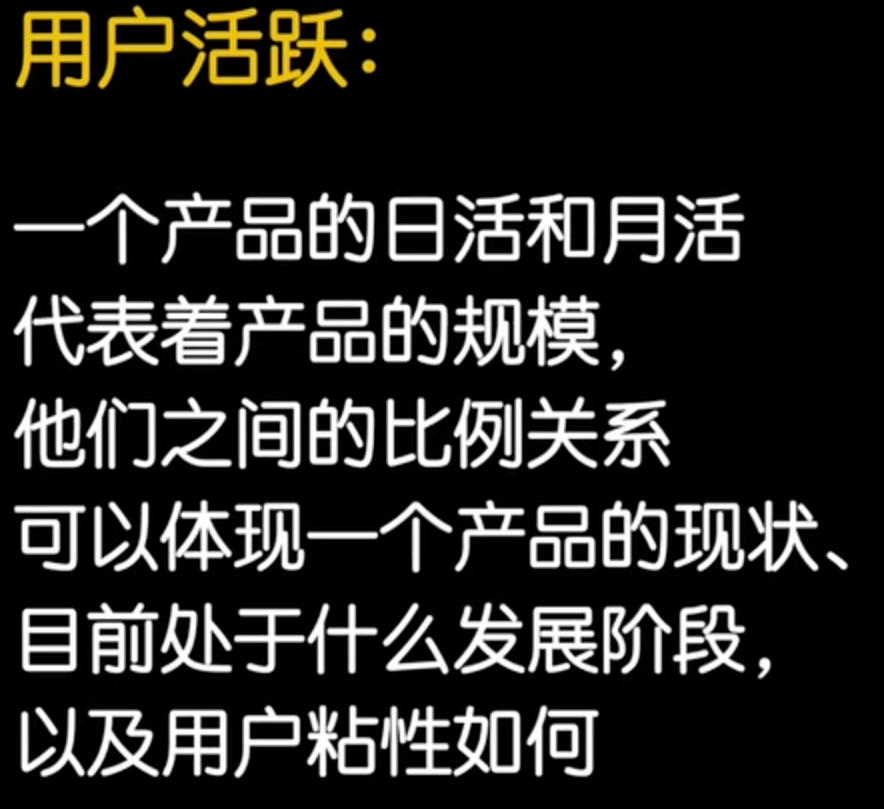 用户活跃：
一个产品的日活和月活
代表着产品的规模，
他们之间的比例关系
可以体现一个产品的现状、
目前处于什么发展阶段，
以及用户粘性如何